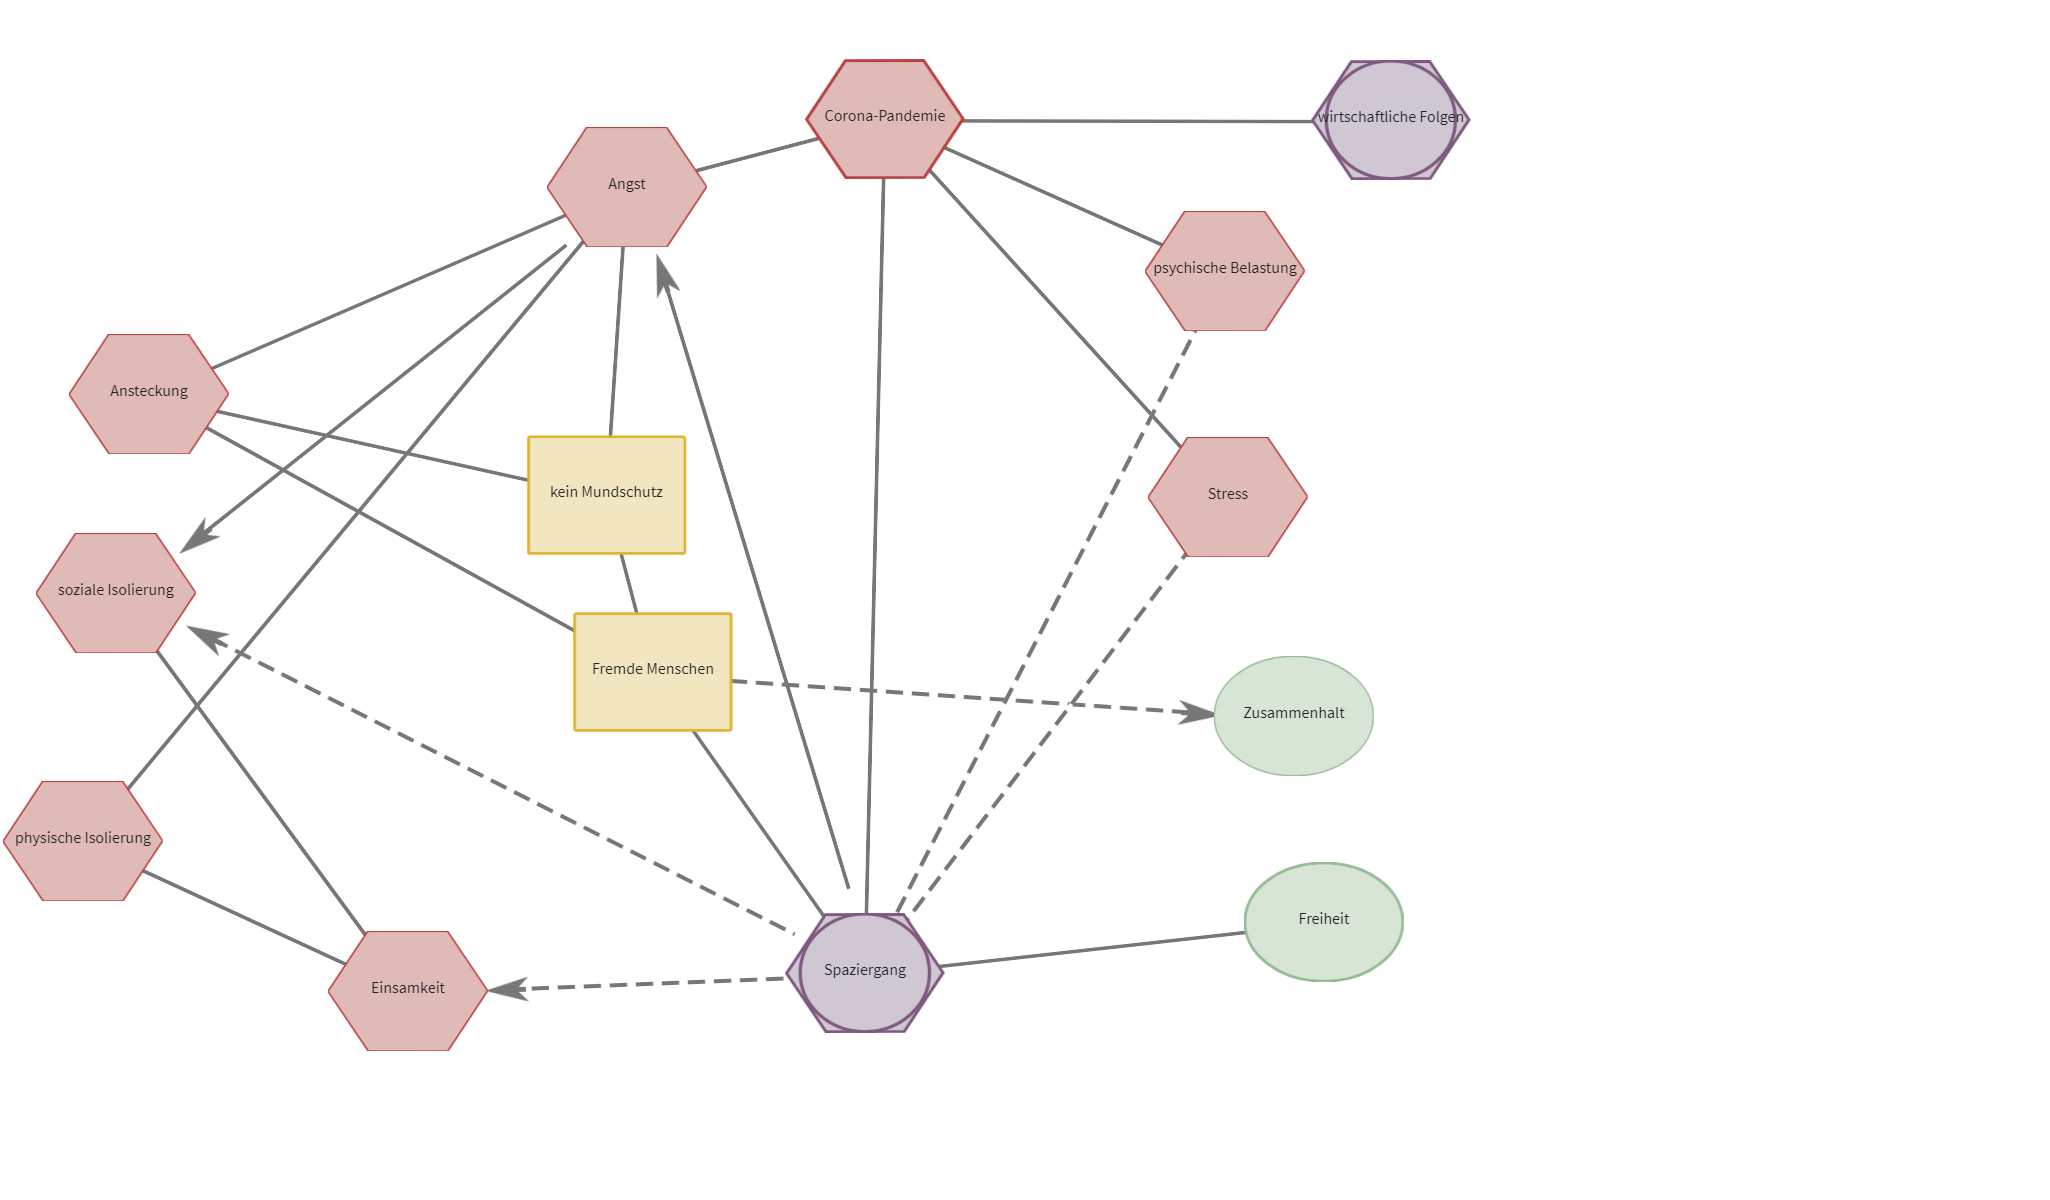 Corona-Pandemie
wirtschaftliche Folgen
Angst
psychische Belastung
Ansteckung
kein Mundschutz
Stress
soziale Isolierung
Fremde Menschen
Zusammenhalt
physische Isolierung
Freiheit
Spaziergang
Einsamkeit